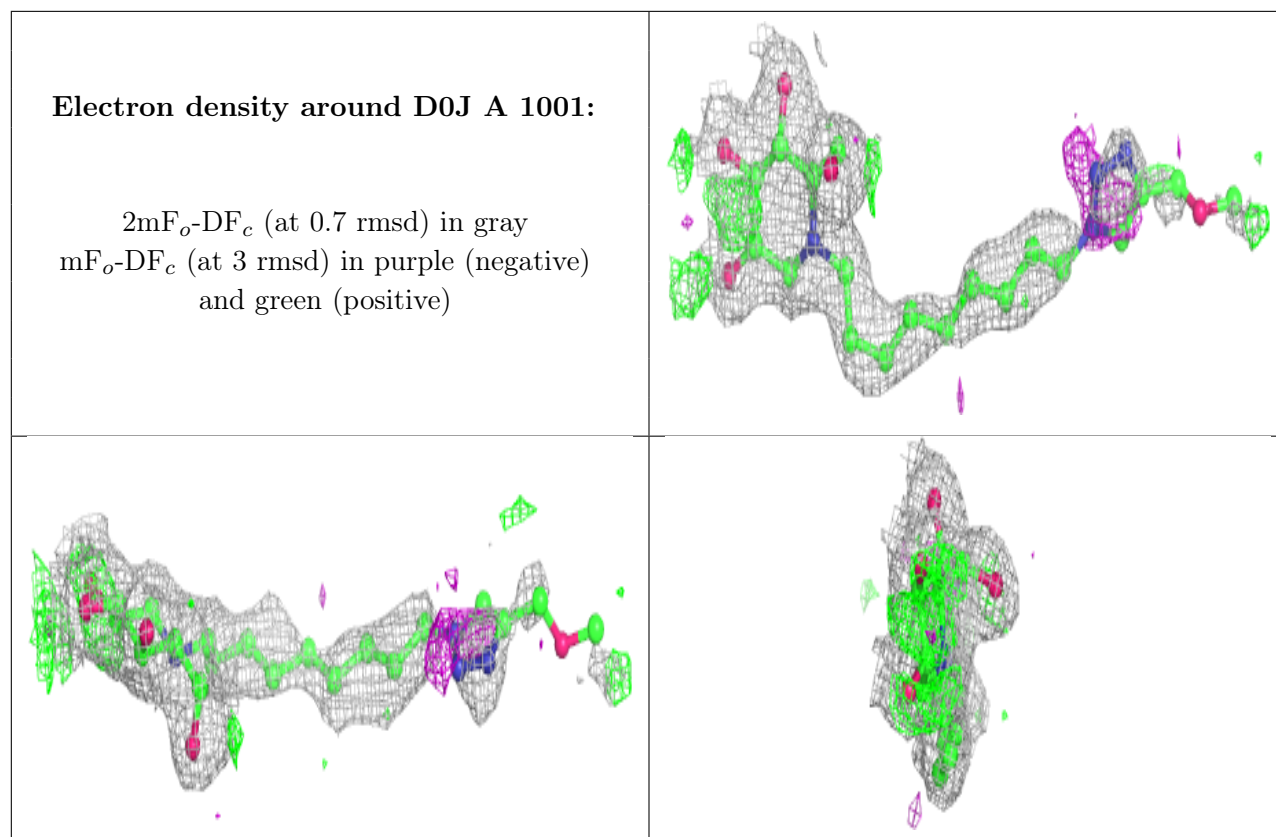 Electron density around D0J A 1001:
2mFo-DFc (at 0.7 rmsd) in gray
mFo-DFc (at 3 rmsd) in purple (negative)
and green (positive)